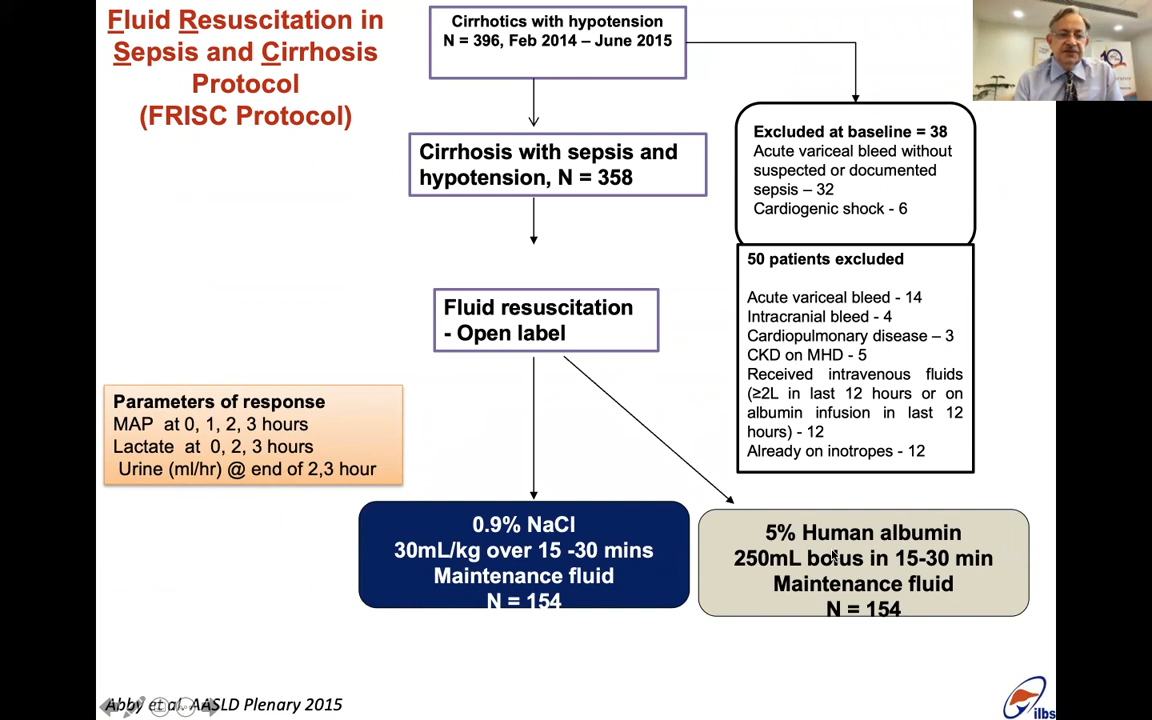 Fluid Resuscitation in
Sepsis and Cirrhosis
Protocol
(FRISC Protocol)
Cirrhotics with hypotension
N = 396, Feb 2014 – June 2015
Excluded at baseline = 38
Acute variceal bleed without
suspected or documented
sepsis – 32
Cardiogenic shock - 6
Cirrhosis with sepsis and
hypotension, N = 358
50 patients excluded
Acute variceal bleed - 14
Intracranial bleed - 4
Cardiopulmonary disease – 3
CKD on MHD - 5
Received intravenous fluids
(≥2L in last 12 hours or on
albumin infusion in last 12
hours) - 12
Already on inotropes - 12
Fluid resuscitation
- Open label
Parameters of response
MAP at 0, 1, 2, 3 hours
Lactate at 0, 2, 3 hours
Urine (ml/hr) @ end of 2,3 hour
0.9% NaCl
30mL/kg over 15 -30 mins
Maintenance fluid
N = 154
5% Human albumin
250mL bolus in 15-30 min
Maintenance fluid
N = 154
Abby et al. AASLD Plenary 2015
ilbs